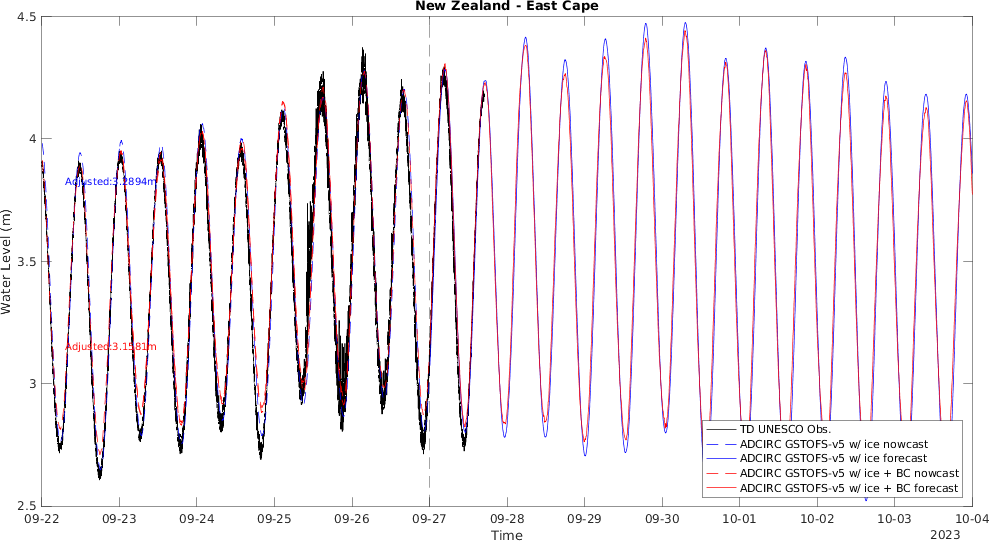 New Zealand - East Cape
Water Level (m)
4.5
4
3.5
3
2.5
Adjusted:3.2894m
Adjusted:3.1581m
TD UNESCO Obs.
ADCIRC GSTOFS-v5 w/ ice nowcast
ADCIRC GSTOFS-v5 w/ ice forecast
ADCIRC GSTOFS-v5 w/ ice + BC nowcast
ADCIRC GSTOFS-v5 w/ ice + BC forecast
09-22 09-23 09-24 09-25 09-26 09-27 09-28 09-29 09-30 10-01 10-02 10-03 10-04
Time
2023